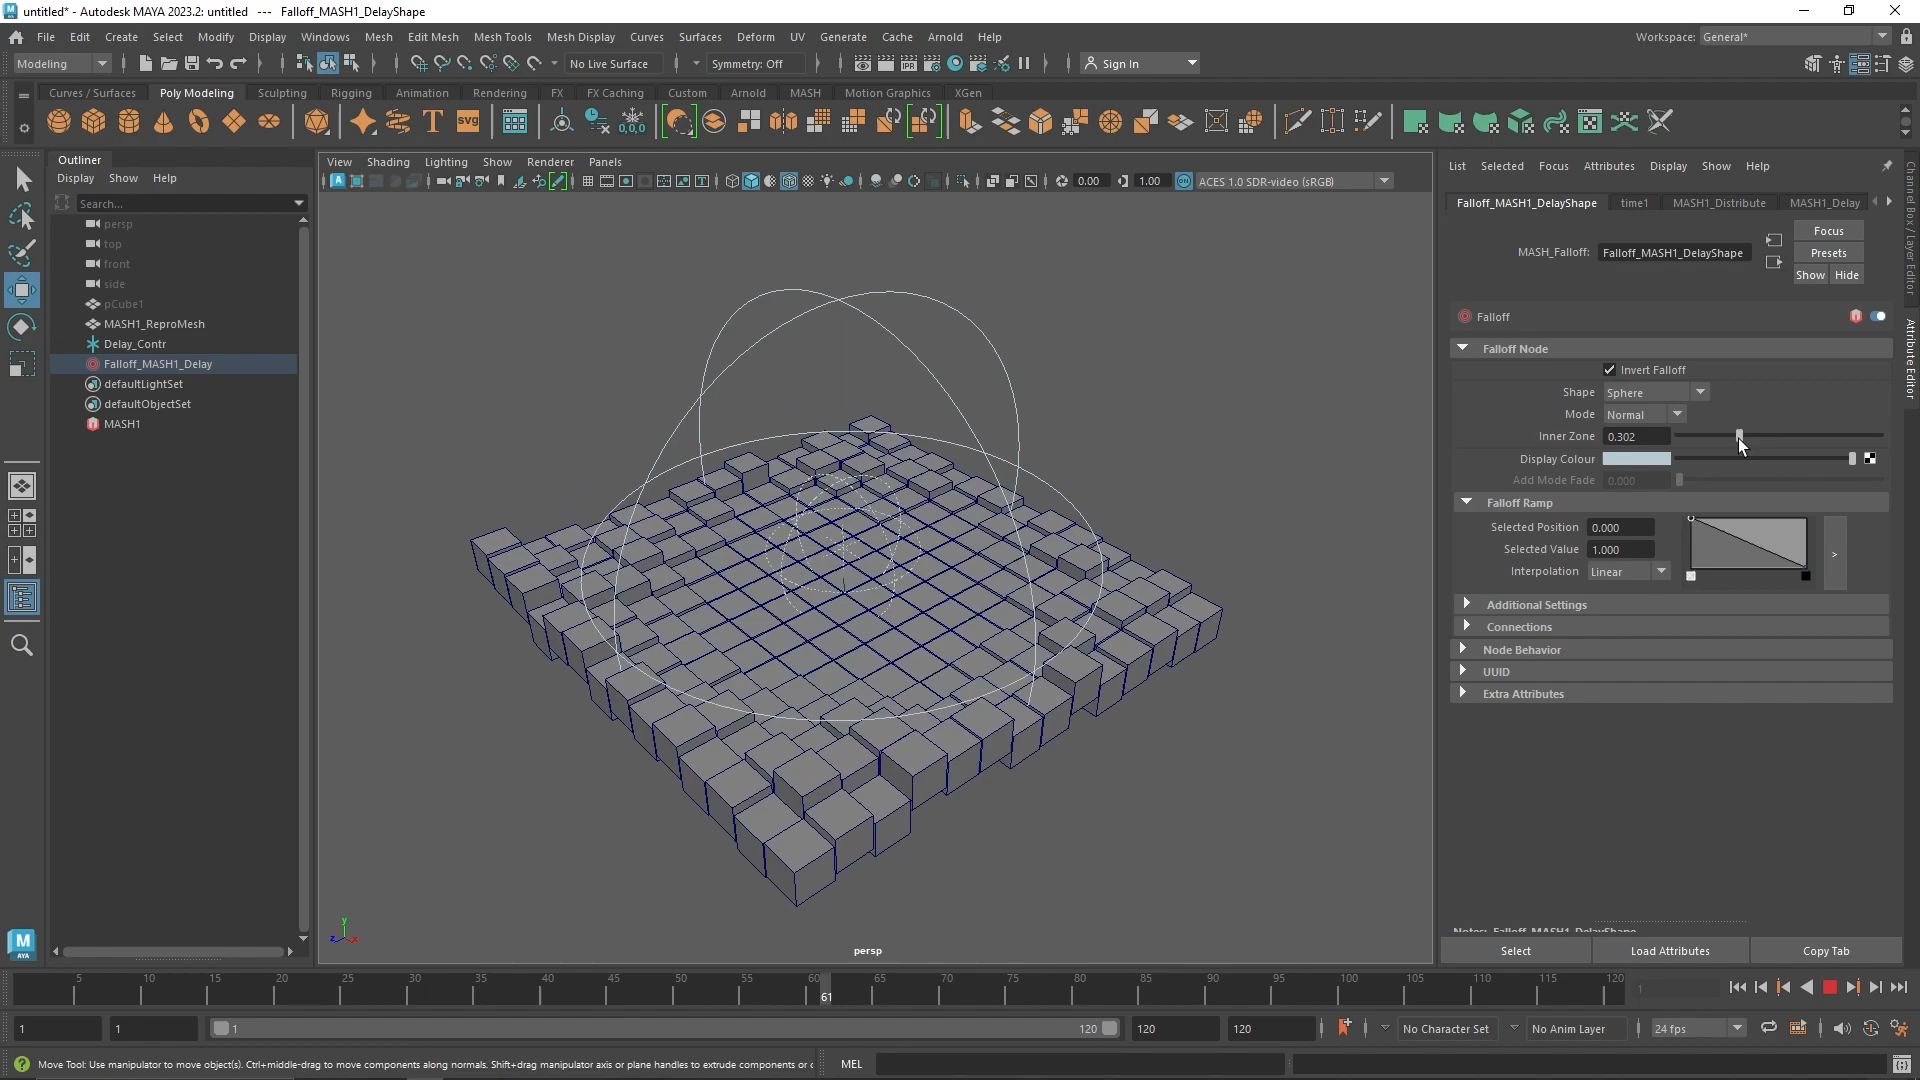 untitled* - Autodesk MAYA 2023.2: untitled --- Falloff_MASH1_DelayShape
File Edit Create Select Modify Display Windows Mesh Edit Mesh Mesh Tools Mesh Display Curves Surfaces Deform UV Generate Cache Arnold Help
Workspace: General*
Modeling
No Live Surface
Symmetry: Off
Sign In
Curves / Surfaces Poly Modeling Sculpting Rigging Animation Rendering FX FX Caching Custom Arnold MASH Motion Graphics XGen
Outliner
Display Show Help
Search...
persp
top
front
side
pCube1
MASH1_ReproMesh
Delay_Contr
Falloff_MASH1_Delay
defaultLightSet
defaultObjectSet
MASH1
View Shading Lighting Show Renderer Panels
0.00 1.00 ACES 1.0 SDR-video (sRGB)
persp
List Selected Focus Attributes Display Show Help
Falloff_MASH1_DelayShape time1 MASH1_Distribute MASH1_Delay
MASH_Falloff: Falloff_MASH1_DelayShape
Focus
Presets
Show Hide
Falloff
Falloff Node
Invert Falloff
Shape Sphere
Mode Normal
Inner Zone 0.302
Display Colour
Add Mode Fade 0.000
Falloff Ramp
Selected Position 0.000
Selected Value 1.000
Interpolation Linear
>
Additional Settings
Connections
Node Behavior
UUID
Extra Attributes
Notes: Falloff_MASH1_DelayShape
Select Load Attributes Copy Tab
Channel Box / Layer Editor
Attribute Editor
5 10 15 20 25 30 35 40 45 50 55 60 65 70 75 80 85 90 95 100 105 110 115 120
61
1
1 1 1 120 120 120
No Character Set
No Anim Layer
24 fps
Move Tool: Use manipulator to move object(s). Ctrl+middle-drag to move components along normals. Shift+drag manipulator axis or plane handles to extrude components or
MEL